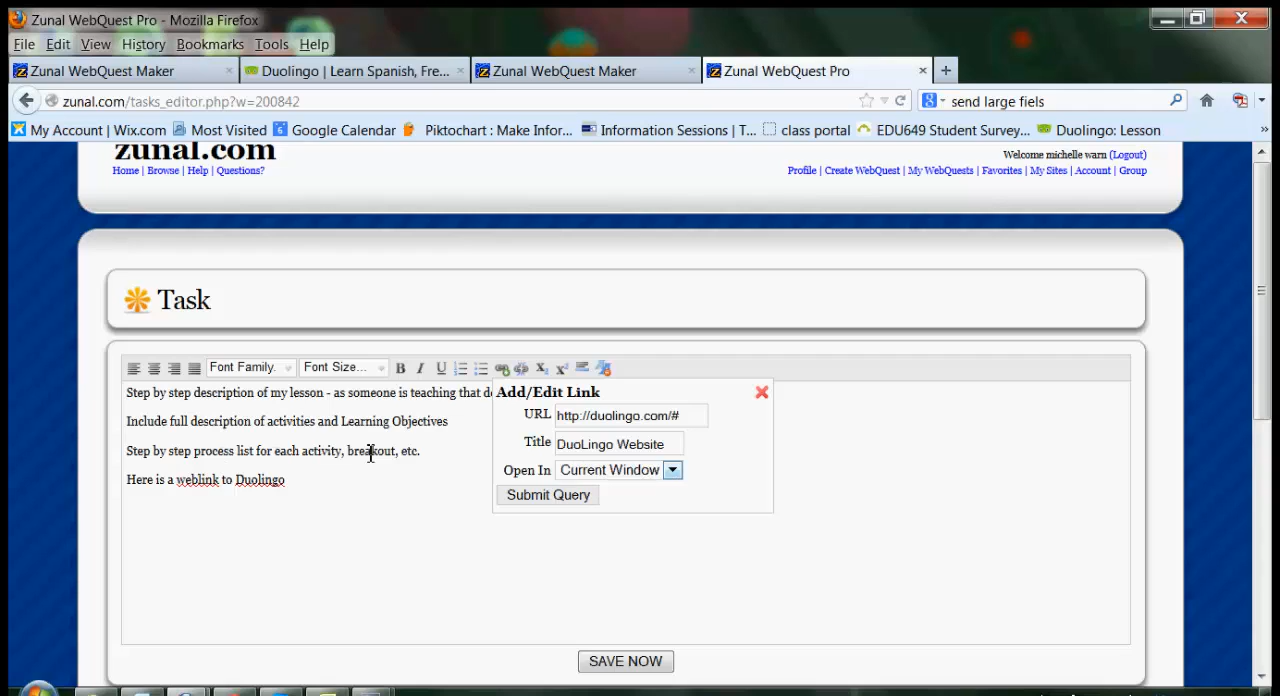 Zunal WebQuest Pro - Mozilla Firefox
File Edit View History Bookmarks Tools Help
Zunal WebQuest Maker
Duolingo | Learn Spanish, Fre...
Zunal WebQuest Maker
Zunal WebQuest Pro
zunal.com/tasks_editor.php?w=200842
send large fiels
My Account | Wix.com Most Visited Google Calendar Piktochart : Make Infor... Information Sessions | T... class portal EDU649 Student Survey... Duolingo: Lesson
zunal.com
Welcome michelle warn (Logout)
Home | Browse | Help | Questions?
Profile | Create WebQuest | My WebQuests | Favorites | My Sites | Account | Group
Task
Font Family. Font Size... B I U
Step by step description of my lesson - as someone is teaching that d
Include full description of activities and Learning Objectives
Step by step process list for each activity, breakout, etc.
Here is a weblink to Duolingo
Add/Edit Link
URL http://duolingo.com/#
Title DuoLingo Website
Open In Current Window
Submit Query
SAVE NOW